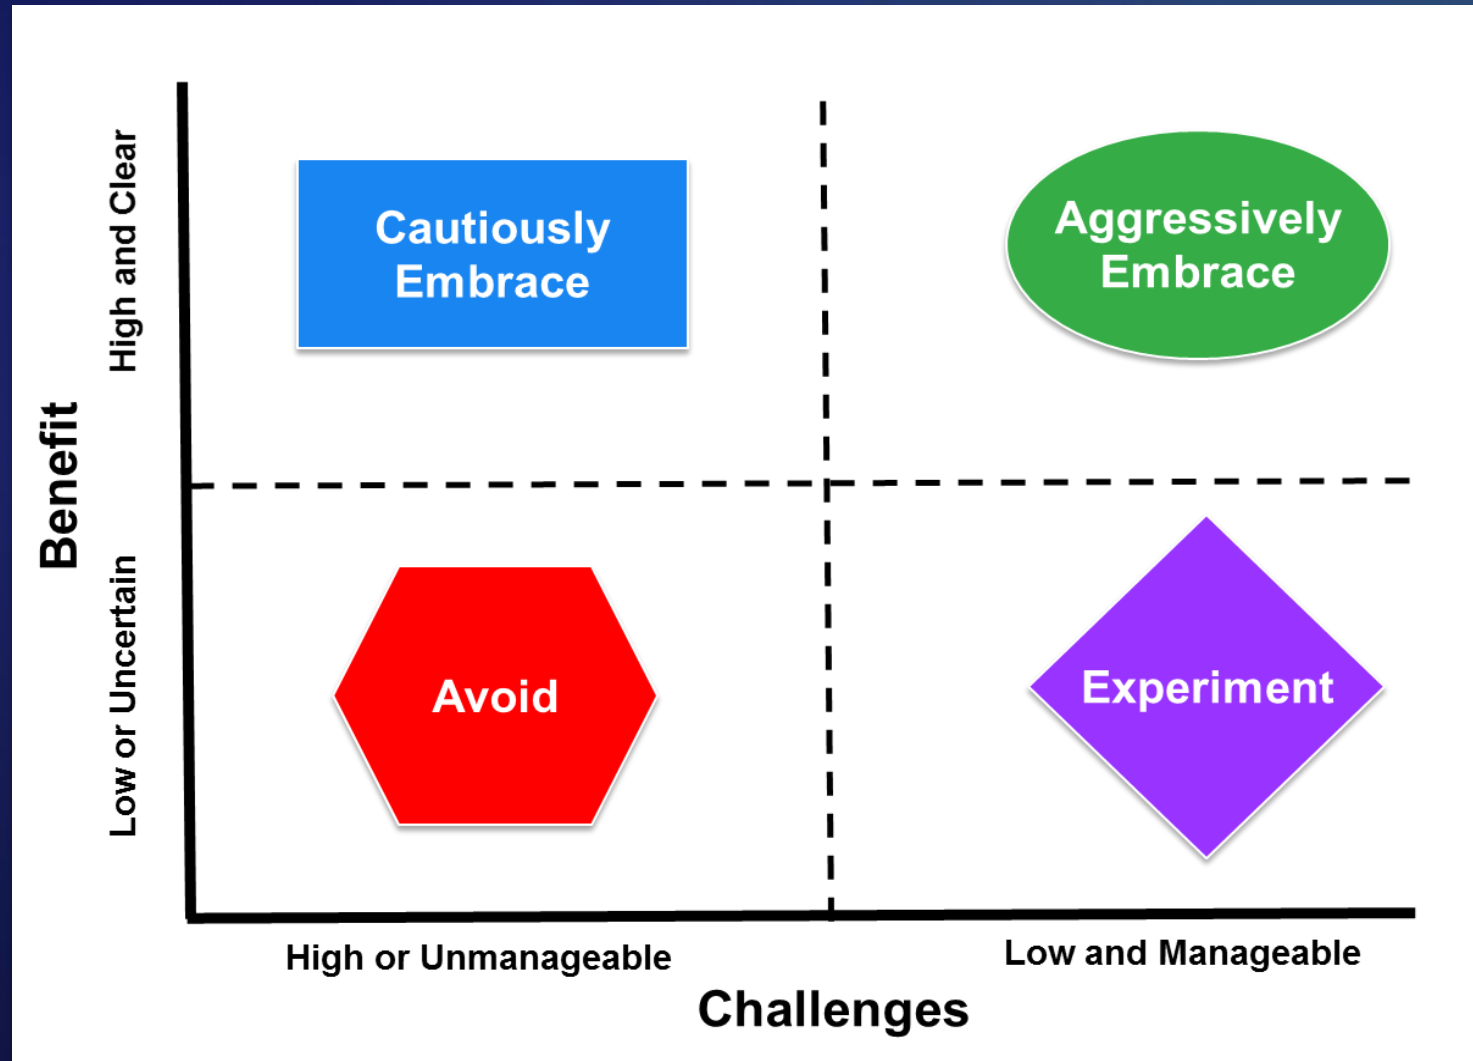 High and Clear
Cautiously
Embrace
Aggressively
Embrace
Benefit
Low or Uncertain
Avoid
Experiment
High or Unmanageable
Low and Manageable
Challenges